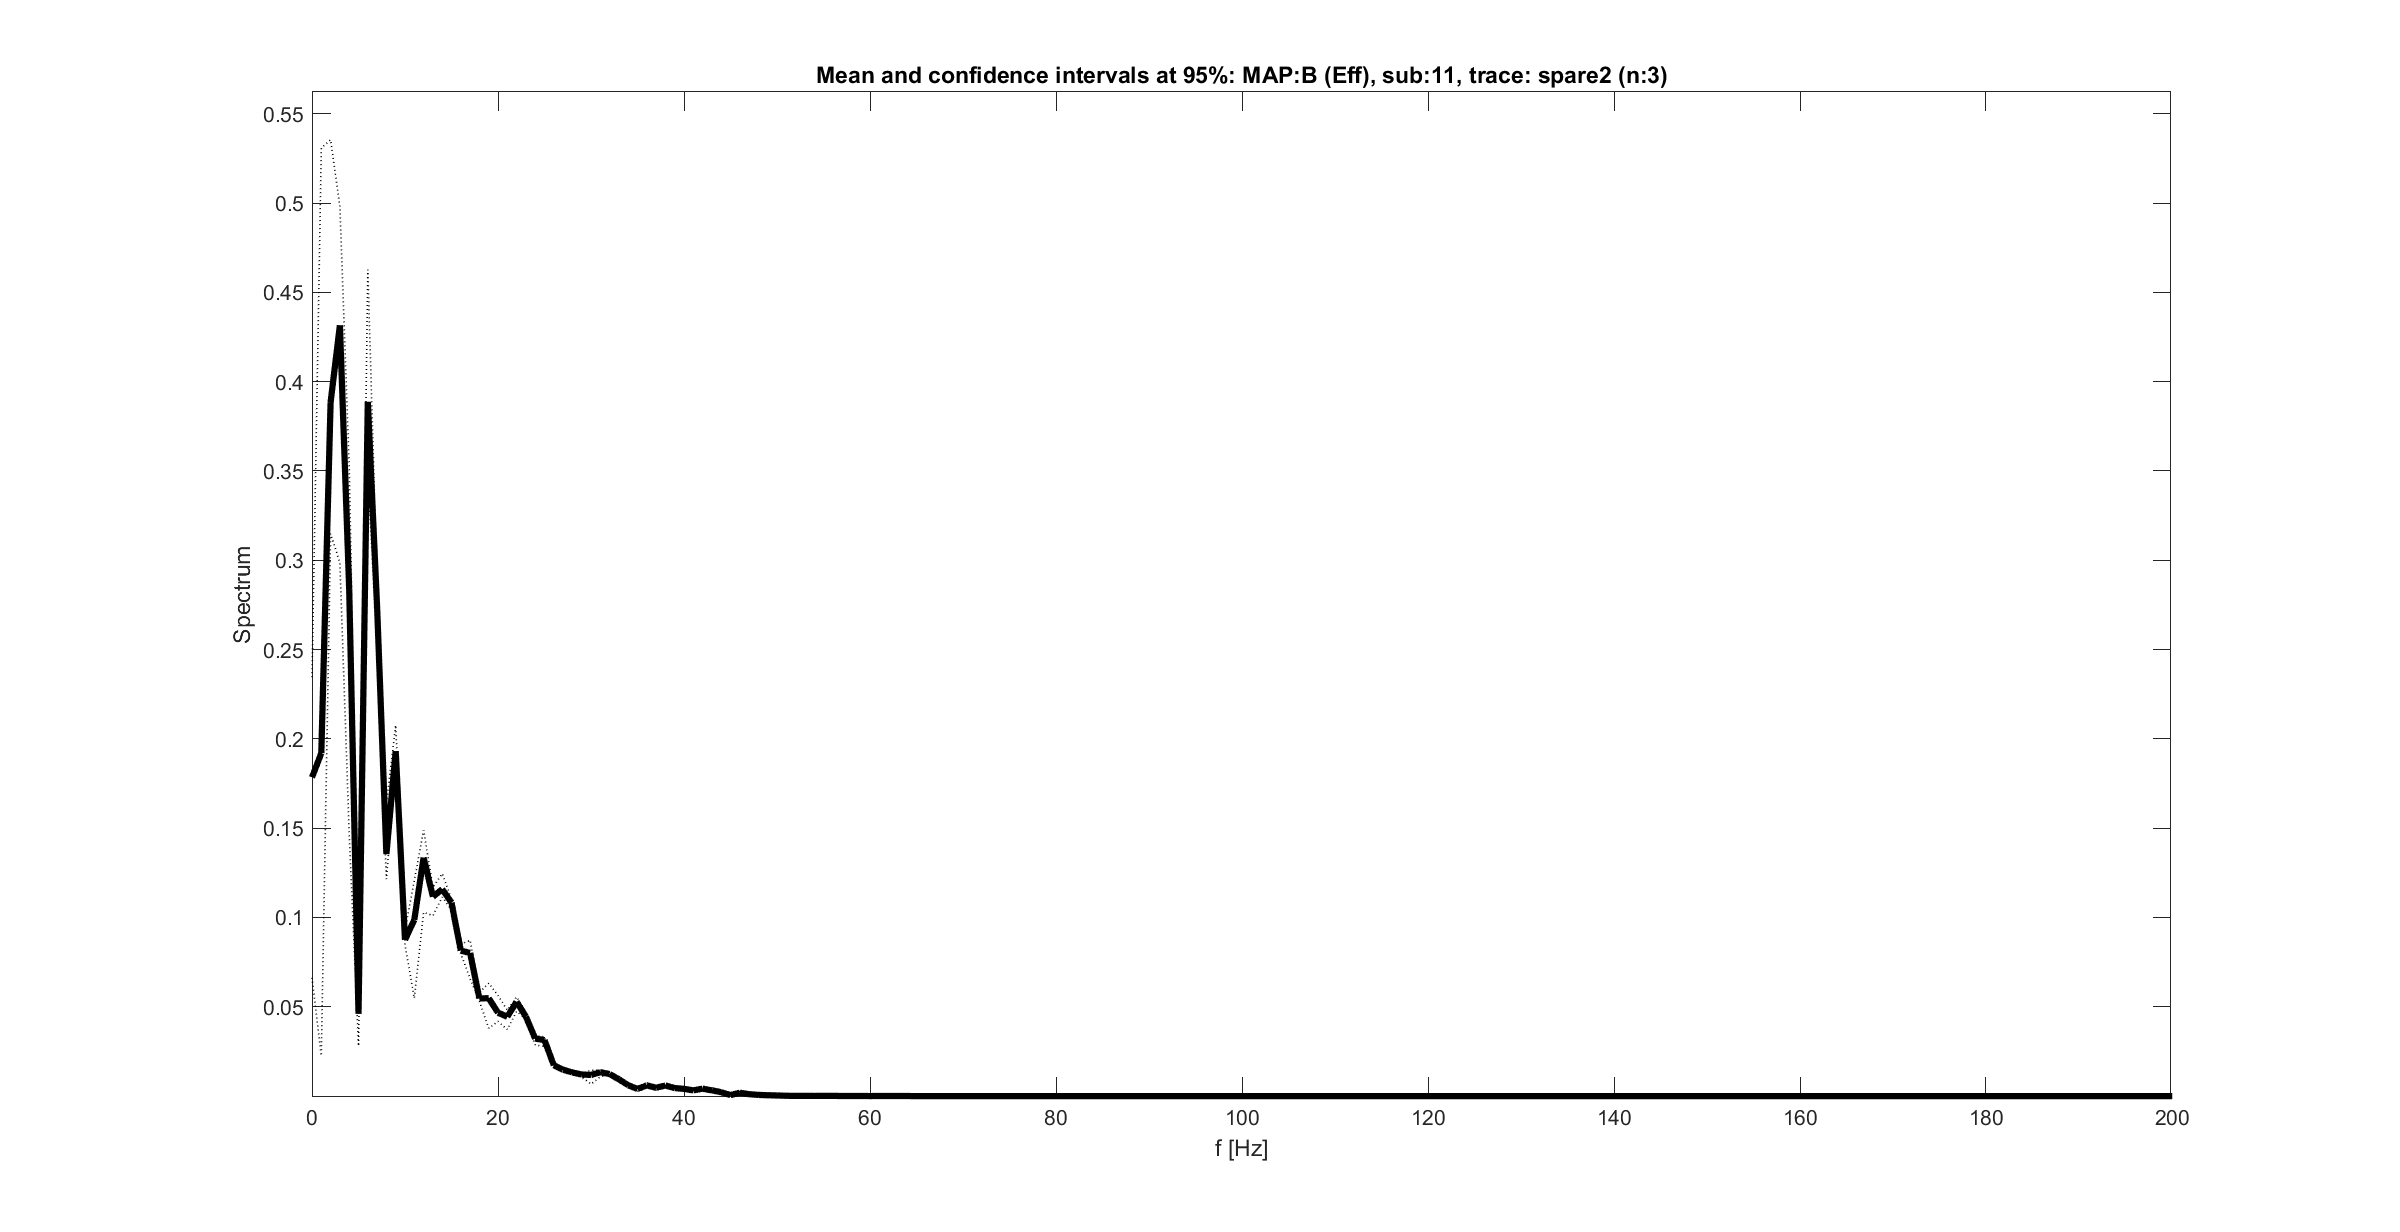 Mean and confidence intervals at 95%: MAP:B (Eff), sub:11, trace: spare2 (n:3)
0.55
0.5
0.45
0.4
0.35
0.3
0.25
0.2
0.15
0.1
0.05
Spectrum
0 20 40 60 80 100 120 140 160 180 200
f [Hz]